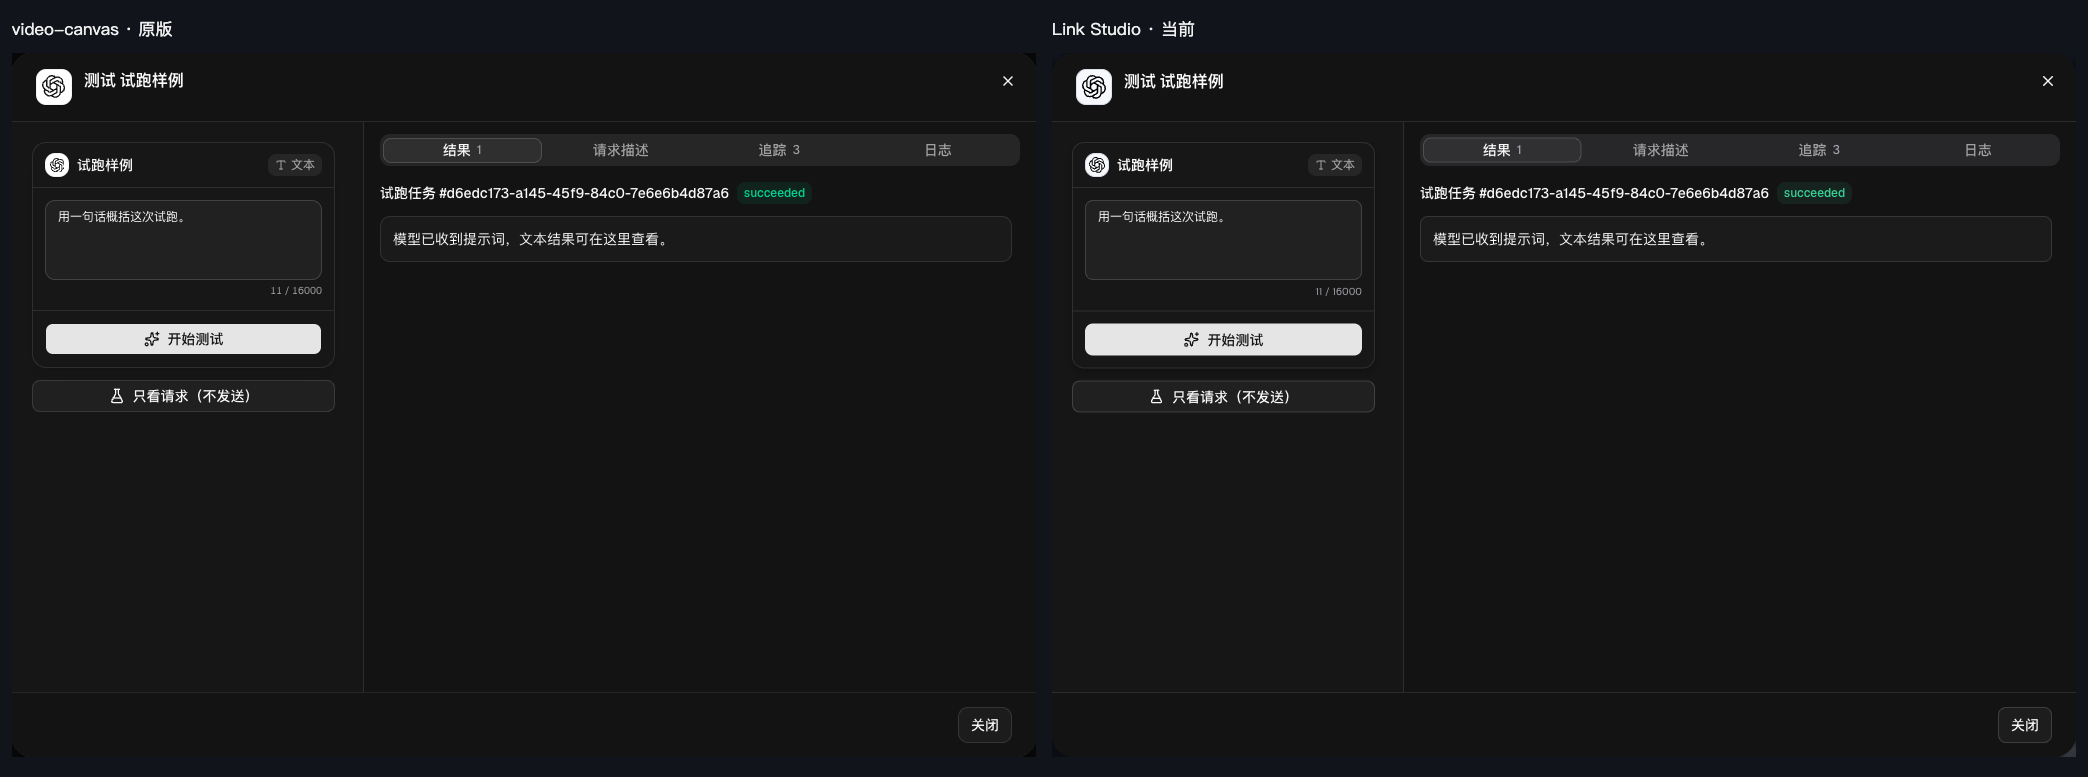 video-canvas · 原版
测试 试跑样例
试跑样例
文本
用一句话概括这次试跑。
11 / 16000
开始测试
只看请求（不发送）
结果 1
请求描述
追踪 3
日志
试跑任务 #d6edc173-a145-45f9-84c0-7e6e6b4d87a6 succeeded
模型已收到提示词，文本结果可在这里查看。
关闭
Link Studio · 当前
测试 试跑样例
试跑样例
文本
用一句话概括这次试跑。
11 / 16000
开始测试
只看请求（不发送）
结果 1
请求描述
追踪 3
日志
试跑任务 #d6edc173-a145-45f9-84c0-7e6e6b4d87a6 succeeded
模型已收到提示词，文本结果可在这里查看。
关闭